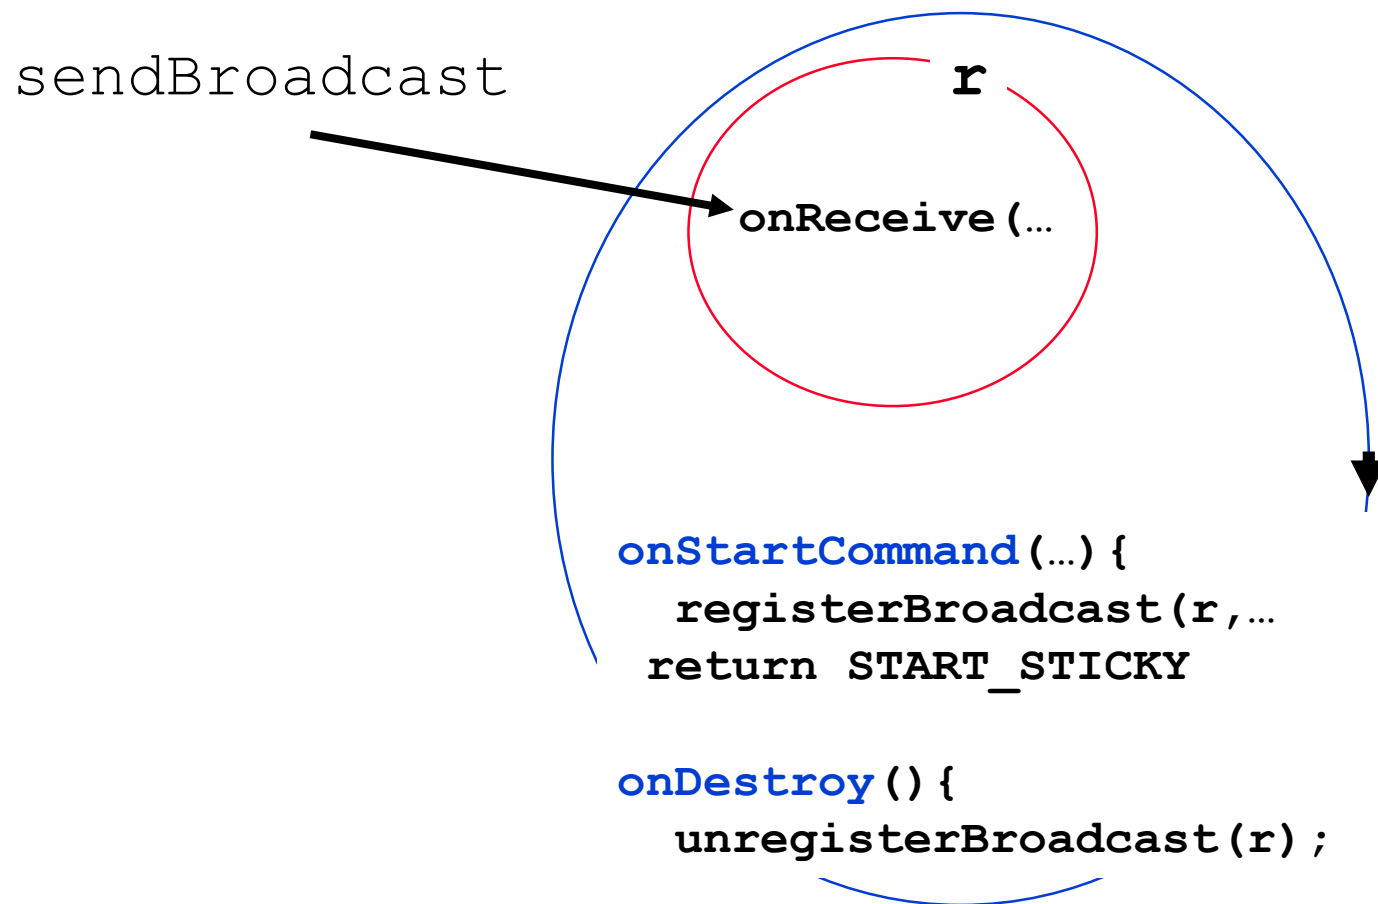 sendBroadcast
r
onReceive(…
onStartCommand(…){
registerBroadcast(r,…
return START_STICKY
onDestroy(){
unregisterBroadcast(r);